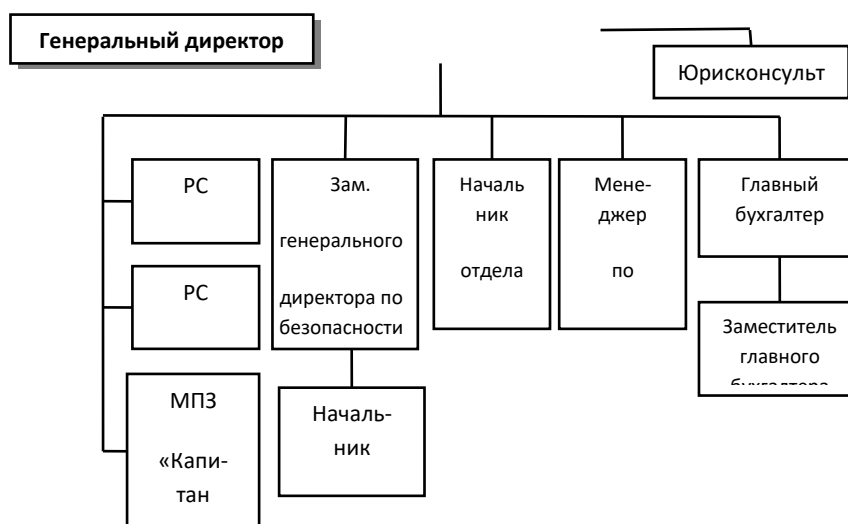 Генеральный директор
Юрисконсульт
РС
РС
МПЗ
«Капи-
тан
Зам.
генерального
директора по
безопасности
Началь-
ник
Началь
ник
отдела
Мене-
джер
по
Главный
бухгалтер
Заместитель
главного
бухгалтера